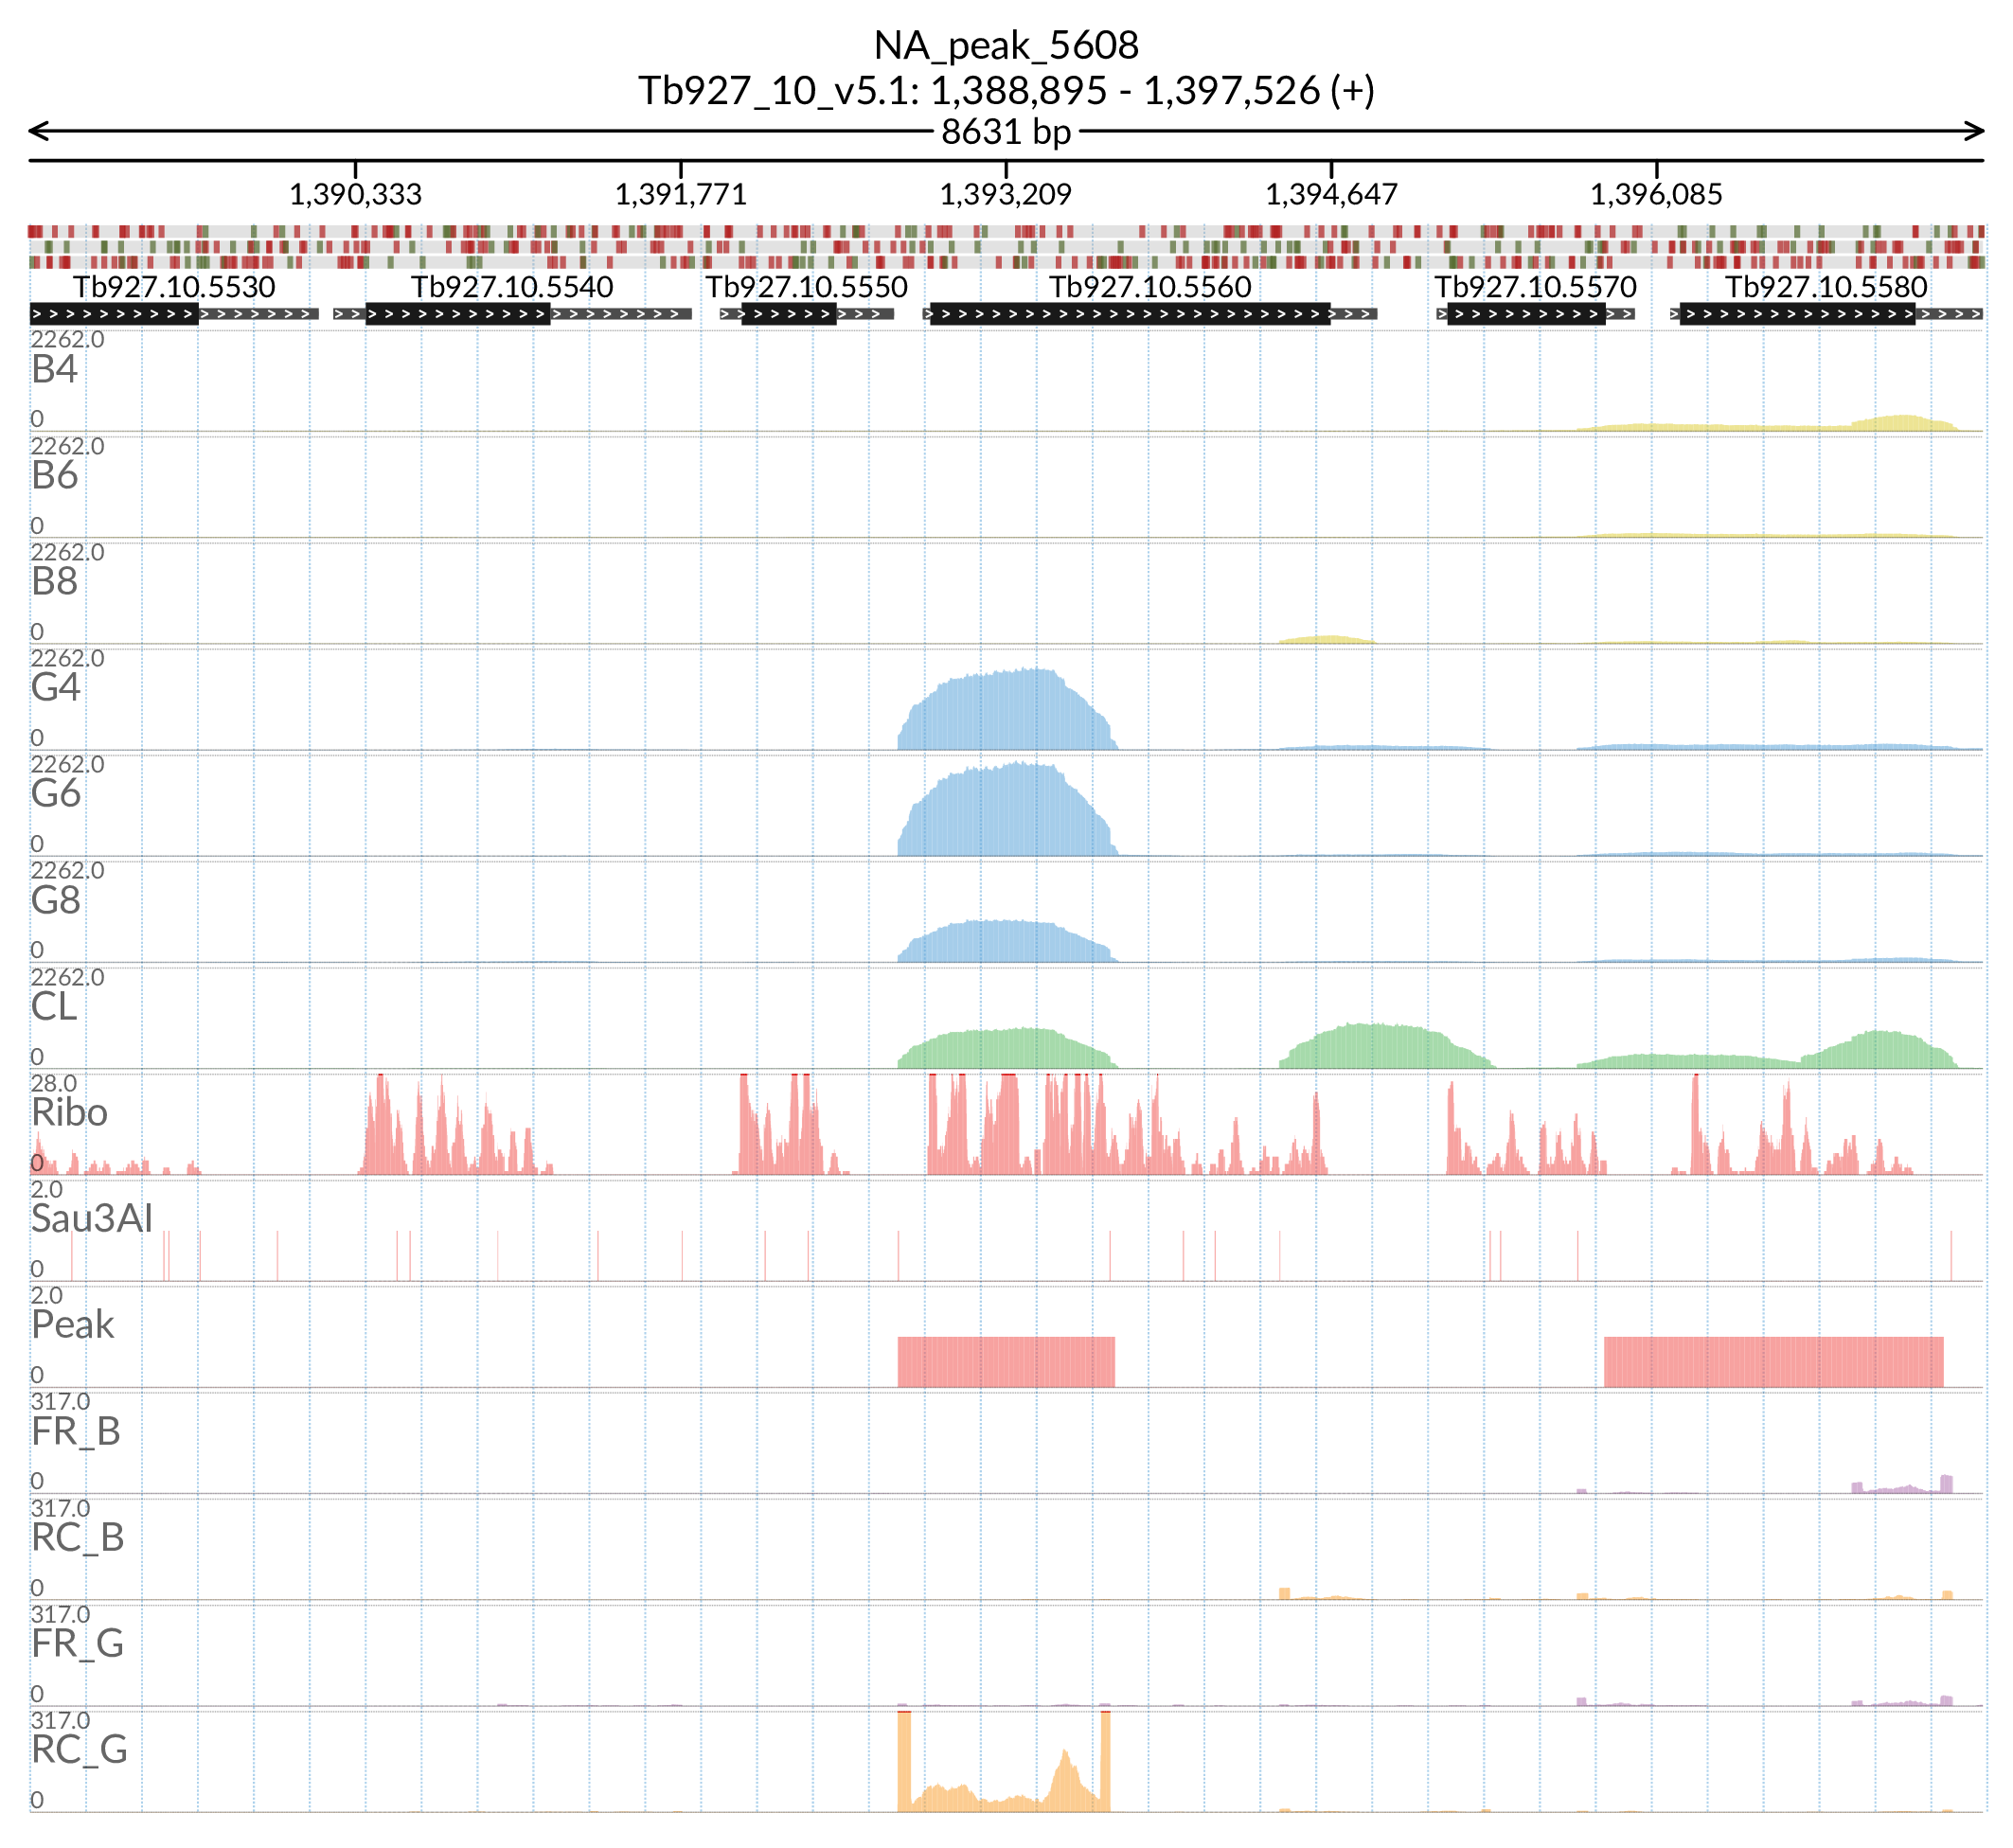 NA_peak_5608
Tb927_10_v5.1: 1,388,895 - 1,397,526 (+)
8631 bp
1,390,333 1,391,771 1,393,209 1,394,647 1,396,085
Tb927.10.5530 Tb927.10.5540 Tb927.10.5550 Tb927.10.5560 Tb927.10.5570 Tb927.10.5580
2262.0
B4
0
2262.0
B6
0
2262.0
B8
0
2262.0
G4
0
2262.0
G6
0
2262.0
G8
0
2262.0
CL
0
28.0
Ribo
0
2.0
Sau3AI
0
2.0
Peak
0
317.0
FR_B
0
317.0
RC_B
0
317.0
FR_G
0
317.0
RC_G
0